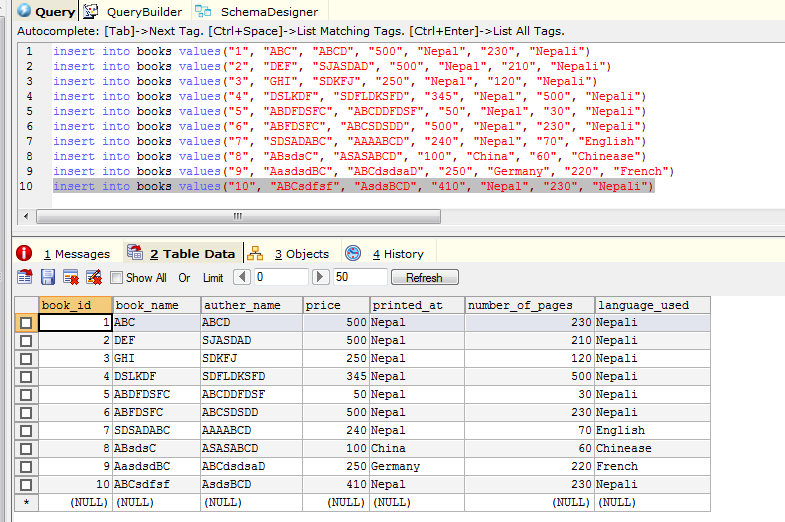 Query QueryBuilder SchemaDesigner
Autocomplete: [Tab]->Next Tag. [Ctrl+Space]->List Matching Tags. [Ctrl+Enter]->List All Tags.
1 insert into books values("1", "ABC", "ABCD", "500", "Nepal", "230", "Nepali")
2 insert into books values("2", "DEF", "SJASDAD", "500", "Nepal", "210", "Nepali")
3 insert into books values("3", "GHI", "SDKFJ", "250", "Nepal", "120", "Nepali")
4 insert into books values("4", "DSLKDF", "SDFLDKSFD", "345", "Nepal", "500", "Nepali")
5 insert into books values("5", "ABDFDSFC", "ABCDDFDSF", "50", "Nepal", "30", "Nepali")
6 insert into books values("6", "ABFDSFC", "ABCSDSDD", "500", "Nepal", "230", "Nepali")
7 insert into books values("7", "SDSADABC", "AAAABCD", "240", "Nepal", "70", "English")
8 insert into books values("8", "ABsdsC", "ASASABCD", "100", "China", "60", "Chinease")
9 insert into books values("9", "AasdsdBC", "ABCdsdsaD", "250", "Germany", "220", "French")
10 insert into books values("10", "ABCsdfsf", "AsdsBCD", "410", "Nepal", "230", "Nepali")
1 Messages 2 Table Data 3 Objects 4 History
Show All Or Limit 0 50 Refresh
book_id book_name auther_name price printed_at number_of_pages language_used
1 ABC ABCD 500 Nepal 230 Nepali
2 DEF SJASDAD 500 Nepal 210 Nepali
3 GHI SDKFJ 250 Nepal 120 Nepali
4 DSLKDF SDFLDKSFD 345 Nepal 500 Nepali
5 ABDFDSFC ABCDDFDSF 50 Nepal 30 Nepali
6 ABFDSFC ABCSDSDD 500 Nepal 230 Nepali
7 SDSADABC AAAABCD 240 Nepal 70 English
8 ABsdsC ASASABCD 100 China 60 Chinease
9 AasdsdBC ABCdsdsaD 250 Germany 220 French
10 ABCsdfsf AsdsBCD 410 Nepal 230 Nepali
* (NULL) (NULL) (NULL) (NULL) (NULL) (NULL) (NULL)